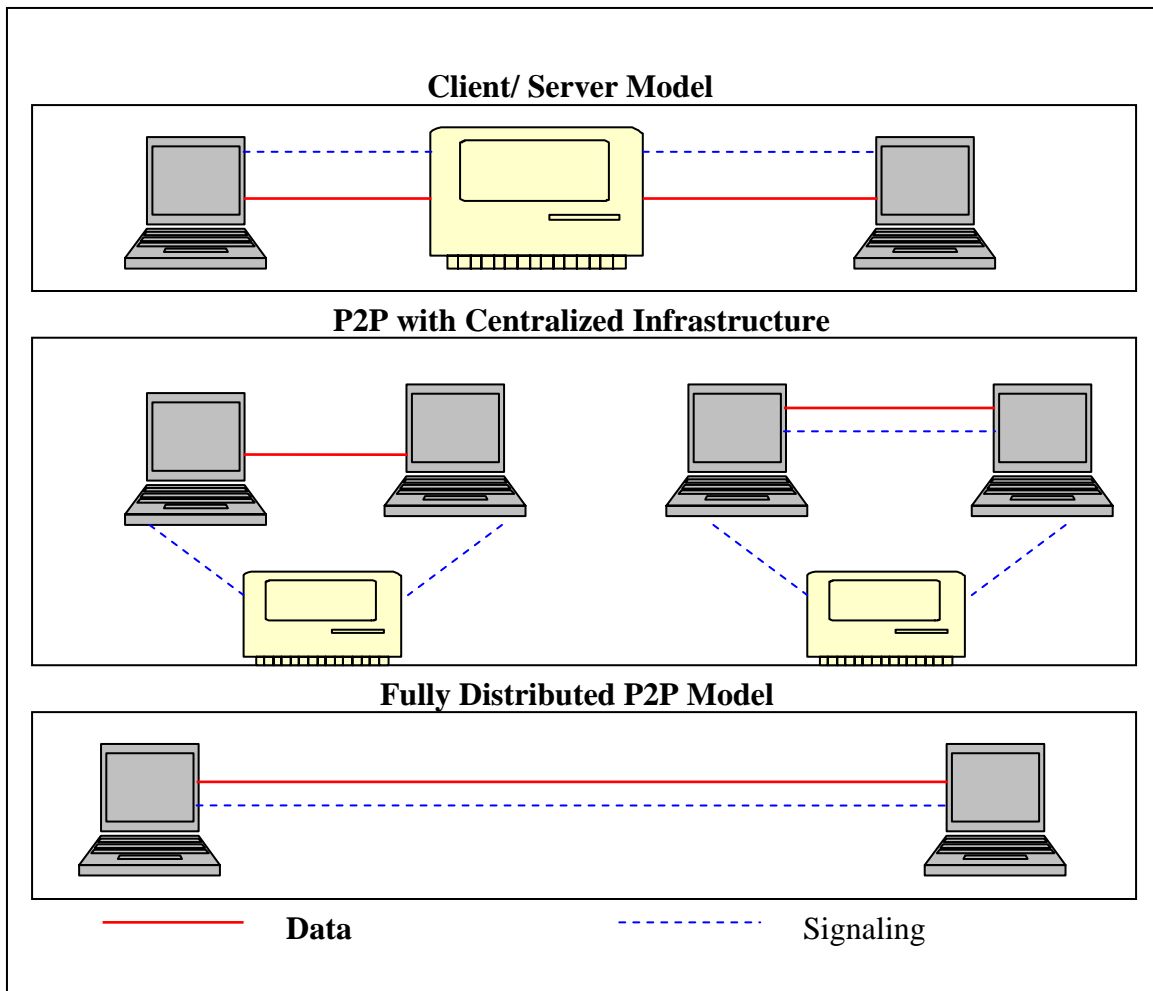 Client/ Server Model
P2P with Centralized Infrastructure
Fully Distributed P2P Model
Data
Signaling